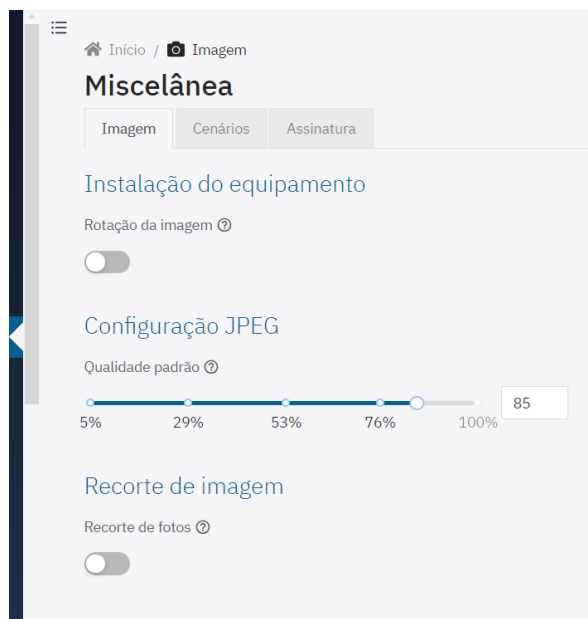 Início / Imagem
Miscelânea
Imagem Cenários Assinatura
Instalação do equipamento
Rotação da imagem
Configuração JPEG
Qualidade padrão
85
5% 29% 53% 76% 100%
Recorte de imagem
Recorte de fotos